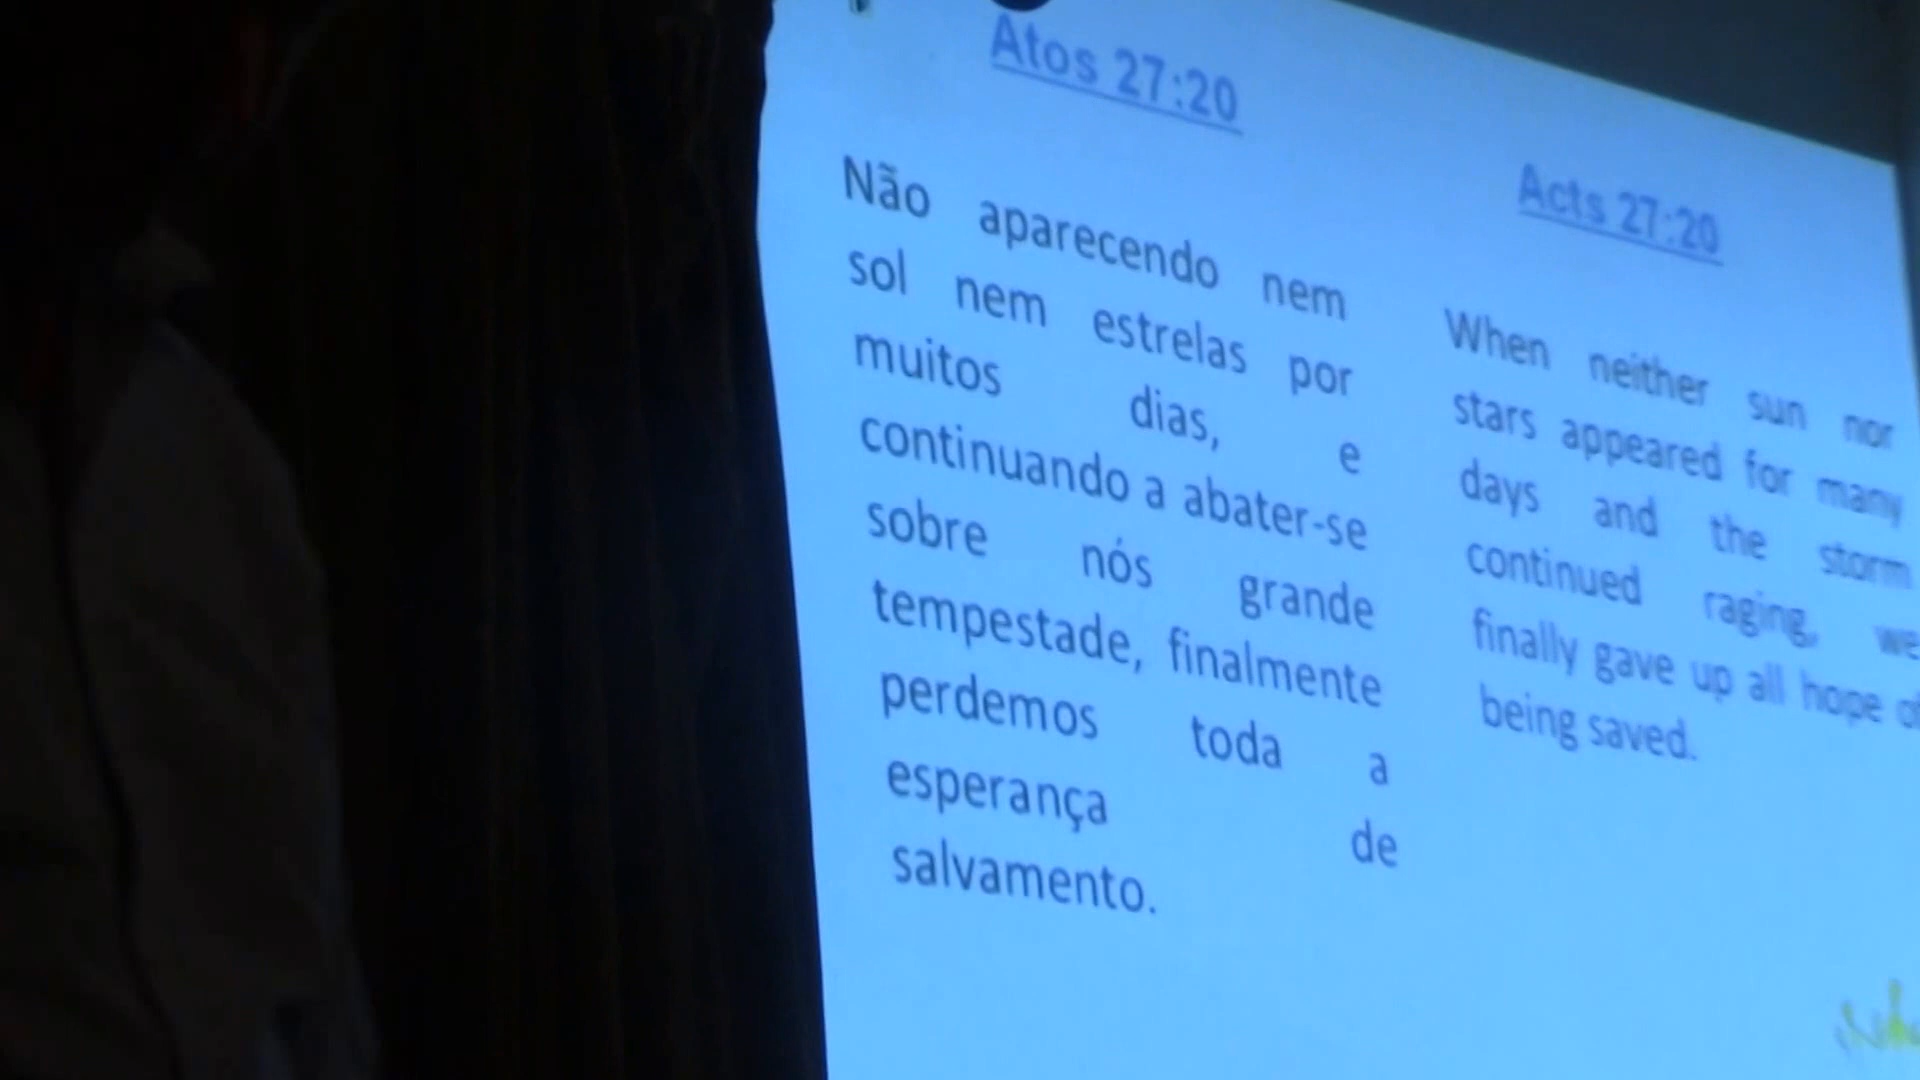 Atos 27:20
Não aparecendo nem
sol nem estrelas por
muitos dias, e
continuando a abater-se
sobre nós grande
tempestade, finalmente
perdemos toda a
esperança de
salvamento.
Acts 27:20
When neither sun nor
stars appeared for many
days and the storm
continued raging, we
finally gave up all hope of
being saved.